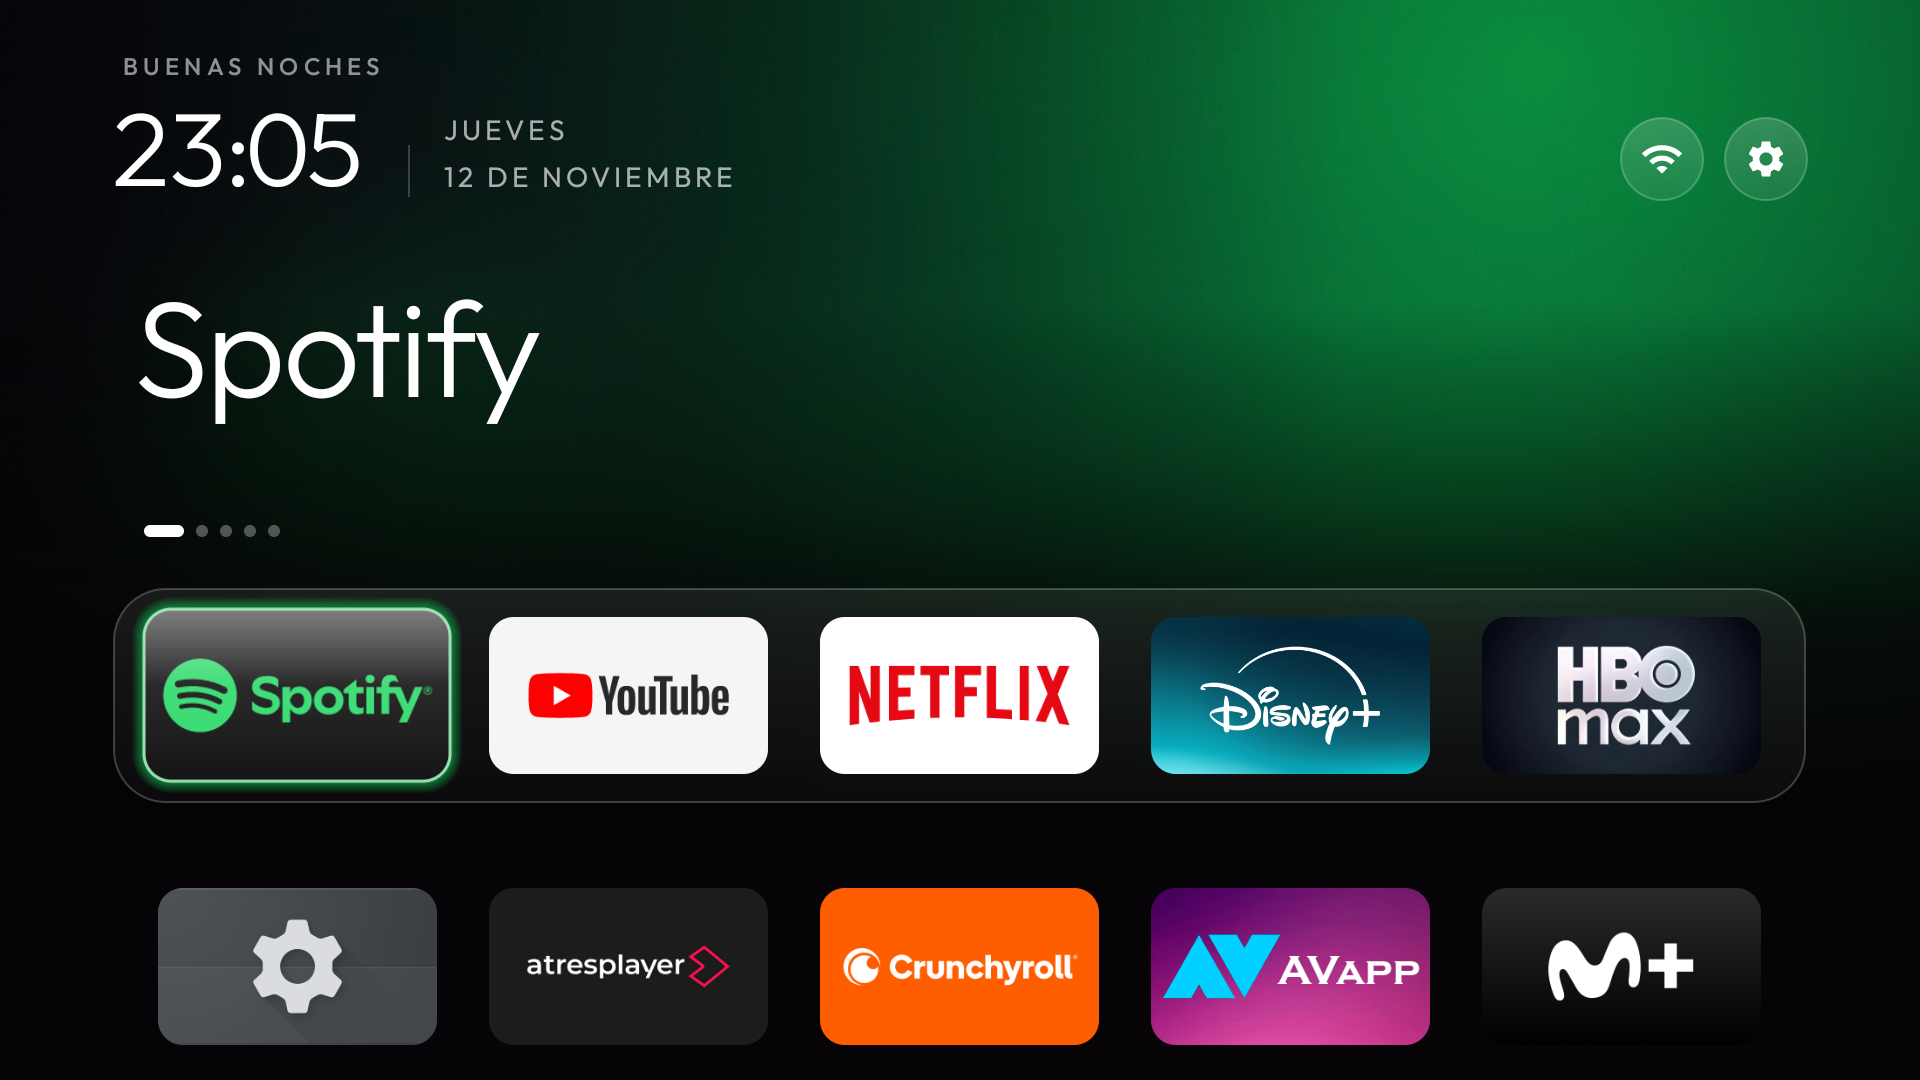 BUENAS NOCHES
23:05
JUEVES
12 DE NOVIEMBRE
Spotify
Spotify®
YouTube
NETFLIX
Disney+
HBO
max
atresplayer
Crunchyroll
AVAPP
M+